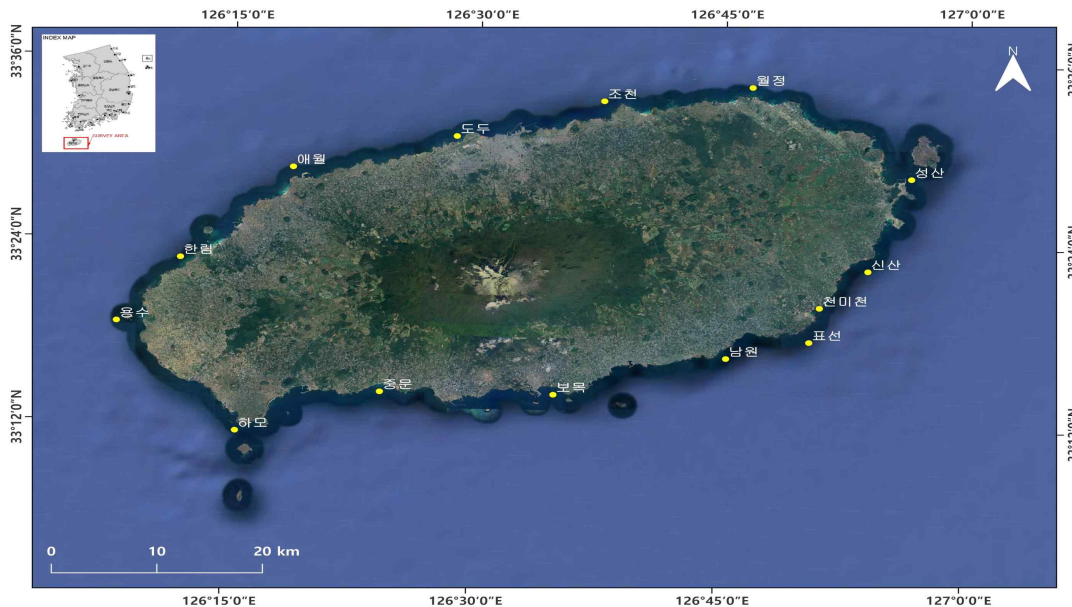 126°15'0"E
126°30'0"E
126°45'0"E
127°0'0"E
33°36'0"N
INDEX MAP
SURVEY AREA
N
월정
조천
도두
애월
성산
33°24'0"N
한림
33°24'0"N
신산
천미천
용수
표선
남원
중문
보목
33°12'0"N
하모
0
10
20 km
126°15'0"E
126°30'0"E
126°45'0"E
127°0'0"E